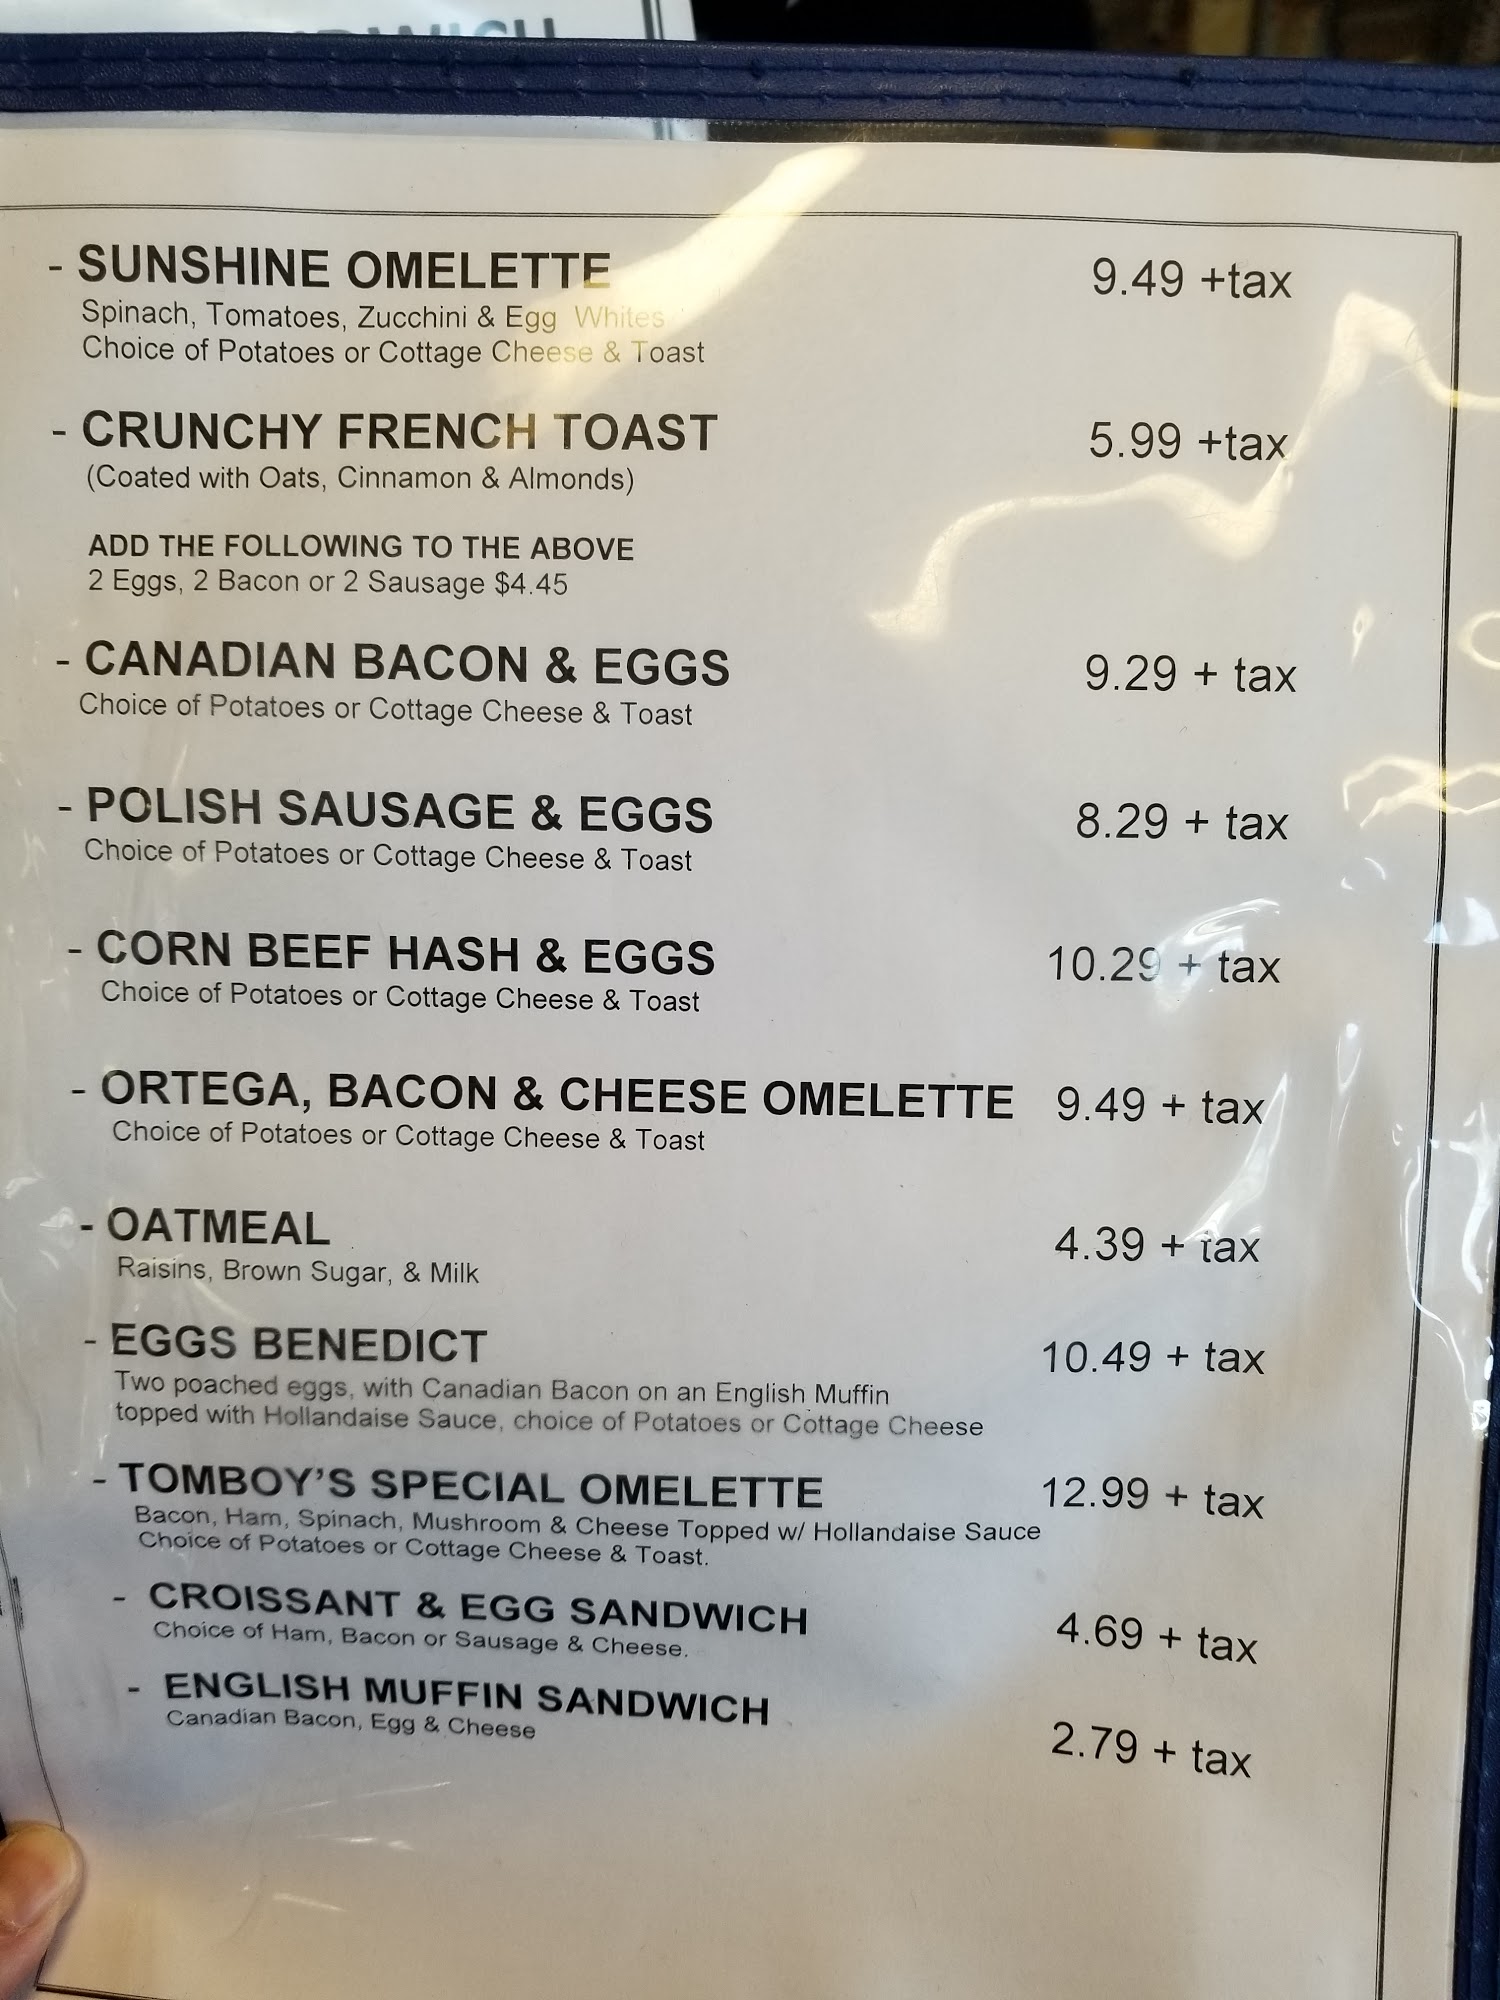 - SUNSHINE OMELETTE 9.49 +tax
Spinach, Tomatoes, Zucchini & Egg Whites
Choice of Potatoes or Cottage Cheese & Toast
- CRUNCHY FRENCH TOAST 5.99 +tax
(Coated with Oats, Cinnamon & Almonds)
ADD THE FOLLOWING TO THE ABOVE
2 Eggs, 2 Bacon or 2 Sausage $4.45
- CANADIAN BACON & EGGS 9.29 + tax
Choice of Potatoes or Cottage Cheese & Toast
- POLISH SAUSAGE & EGGS 8.29 + tax
Choice of Potatoes or Cottage Cheese & Toast
- CORN BEEF HASH & EGGS 10.29 + tax
Choice of Potatoes or Cottage Cheese & Toast
- ORTEGA, BACON & CHEESE OMELETTE 9.49 + tax
Choice of Potatoes or Cottage Cheese & Toast
- OATMEAL 4.39 + tax
Raisins, Brown Sugar, & Milk
- EGGS BENEDICT 10.49 + tax
Two poached eggs, with Canadian Bacon on an English Muffin
topped with Hollandaise Sauce, choice of Potatoes or Cottage Cheese
- TOMBOY'S SPECIAL OMELETTE 12.99 + tax
Bacon, Ham, Spinach, Mushroom & Cheese Topped w/ Hollandaise Sauce
Choice of Potatoes or Cottage Cheese & Toast.
- CROISSANT & EGG SANDWICH 4.69 + tax
Choice of Ham, Bacon or Sausage & Cheese.
- ENGLISH MUFFIN SANDWICH 2.79 + tax
Canadian Bacon, Egg & Cheese